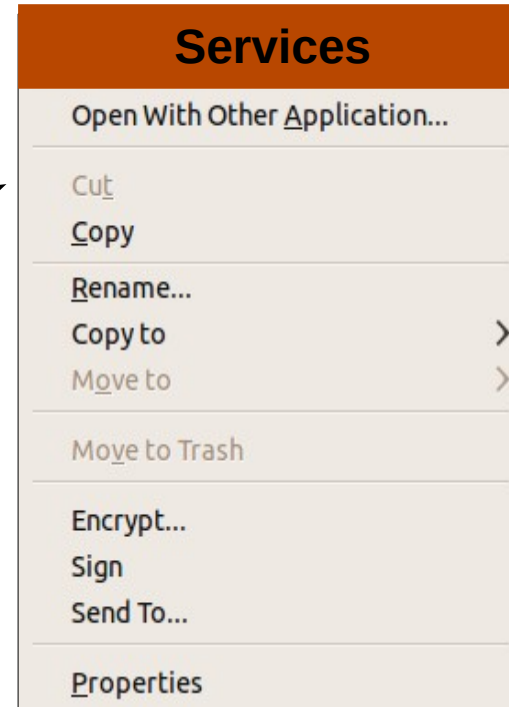 Services
Open With Other Application...
Cut
Copy
Rename...
Copy to
Move to
Move to Trash
Encrypt...
Sign
Send To...
Properties